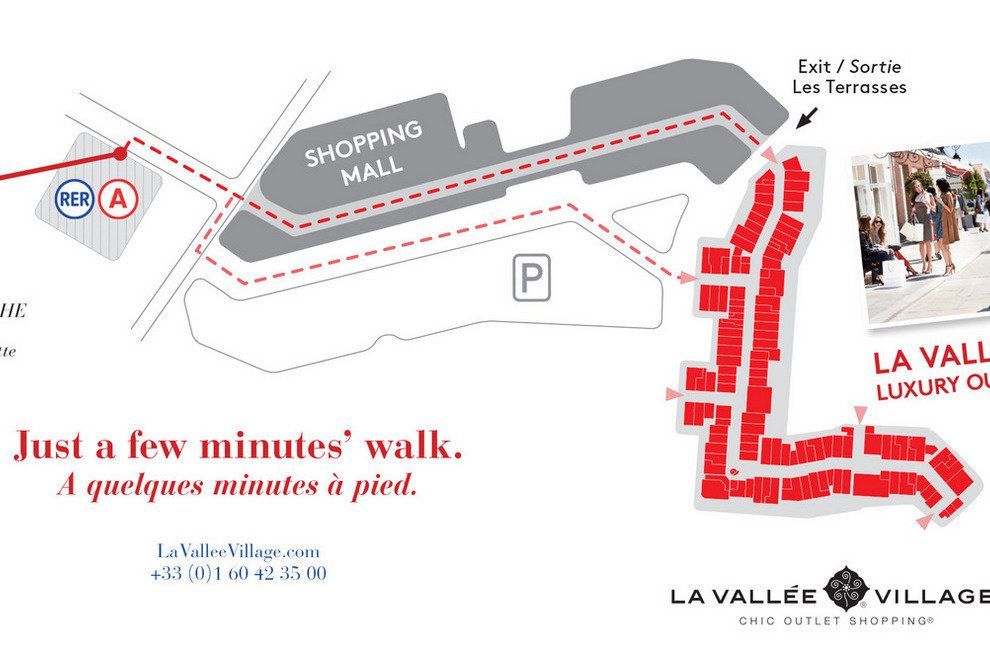 Exit / Sortie
Les Terrasses
SHOPPING
MALL
RER A
P
HE
tte
LA VALL
LUXURY OU
Just a few minutes’ walk.
A quelques minutes à pied.
LaValleeVillage.com
+33 (0)1 60 42 35 00
LA VALLÉE VILLAGE
CHIC OUTLET SHOPPING®